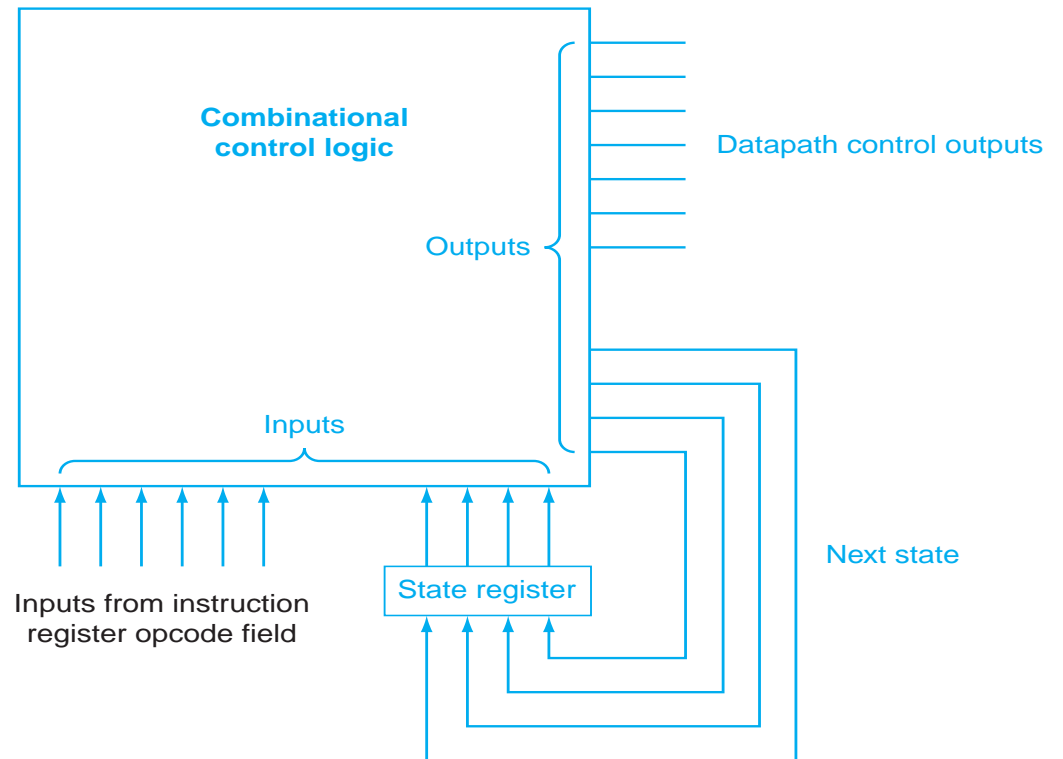 Combinational
control logic
Datapath control outputs
Outputs
Inputs
Next state
State register
Inputs from instruction
register opcode field